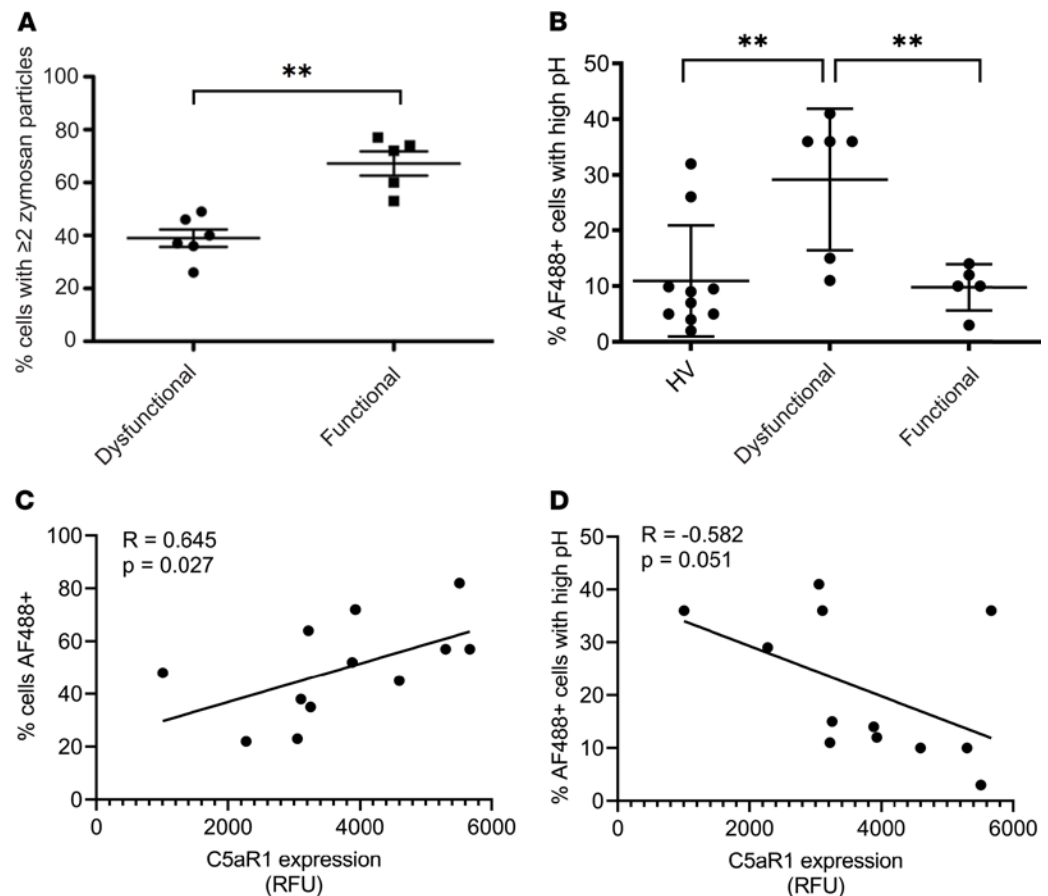 A
% cells with ≥2 zymosan particles
100
80
60
40
20
0
**
Dysfunctional
Functional
B
% AF488+ cells with high pH
50
40
30
20
10
0
**
**
HV
Dysfunctional
Functional
C
% cells AF488+
100
80
60
40
20
0
R = 0.645
p = 0.027
0
2000
4000
6000
C5aR1 expression
(RFU)
D
% AF488+ cells with high pH
50
40
30
20
10
0
R = -0.582
p = 0.051
0
2000
4000
6000
C5aR1 expression
(RFU)